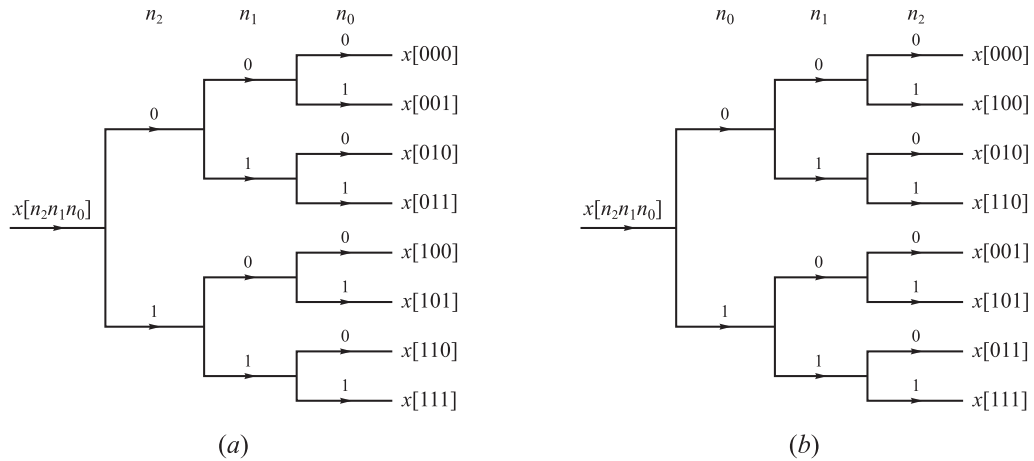 n₂ n₁ n₀
0
x[000]
0
1
x[001]
0
0
x[010]
1
1
x[011]
x[n₂n₁n₀]
0
x[100]
0
1
x[101]
1
0
x[110]
1
1
x[111]
(a)
n₀ n₁ n₂
0
x[000]
0
1
x[100]
0
0
x[010]
1
1
x[110]
x[n₂n₁n₀]
0
x[001]
0
1
x[101]
1
0
x[011]
1
1
x[111]
(b)